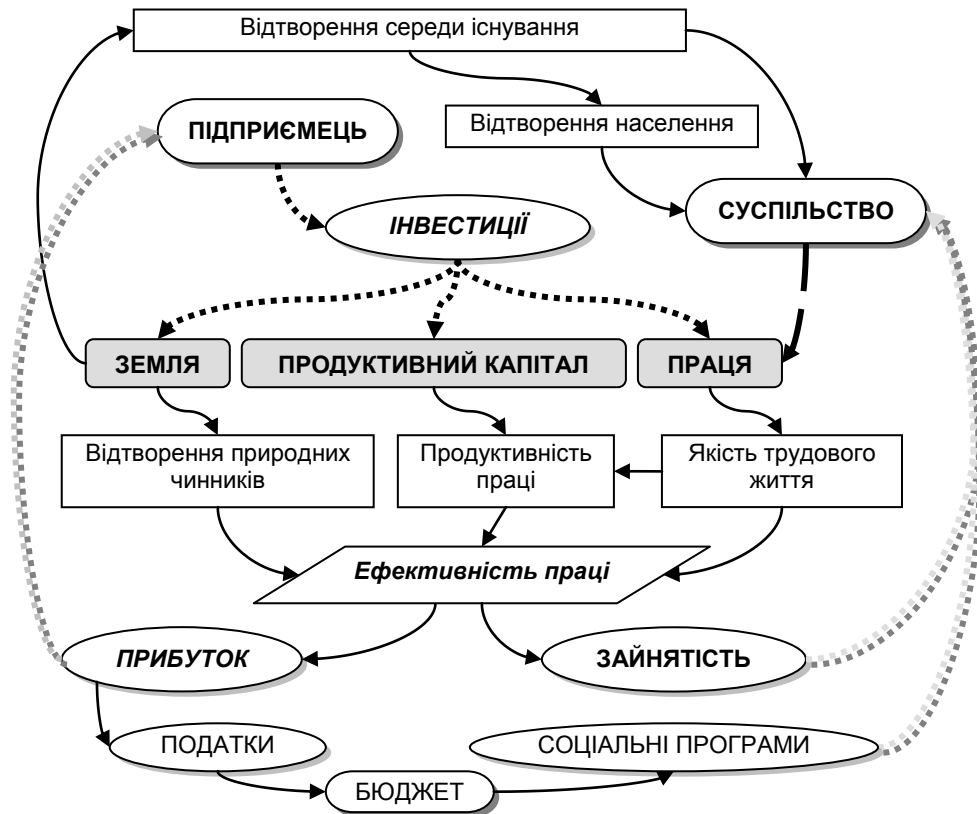 Відтворення середи існування
Відтворення населення
ПІДПРИЄМЕЦЬ
СУСПІЛЬСТВО
ІНВЕСТИЦІЇ
ЗЕМЛЯ
ПРОДУКТИВНИЙ КАПІТАЛ
ПРАЦЯ
Відтворення природних
чинників
Продуктивність
праці
Якість трудового
життя
Ефективність праці
ПРИБУТОК
ЗАЙНЯТІСТЬ
ПОДАТКИ
СОЦІАЛЬНІ ПРОГРАМИ
БЮДЖЕТ